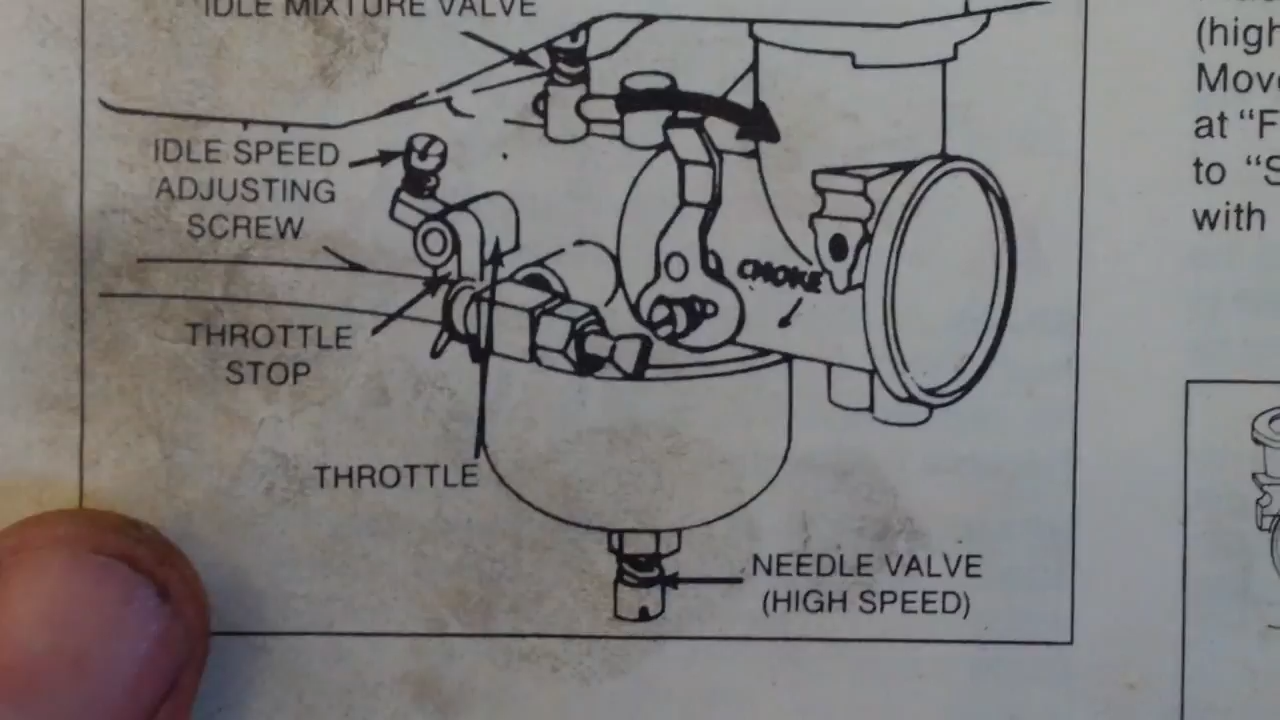 IDLE MIXTURE VALVE
IDLE SPEED
ADJUSTING
SCREW
THROTTLE
STOP
THROTTLE
CHOKE
NEEDLE VALVE
(HIGH SPEED)
(high
Move
at “F
to “S
with